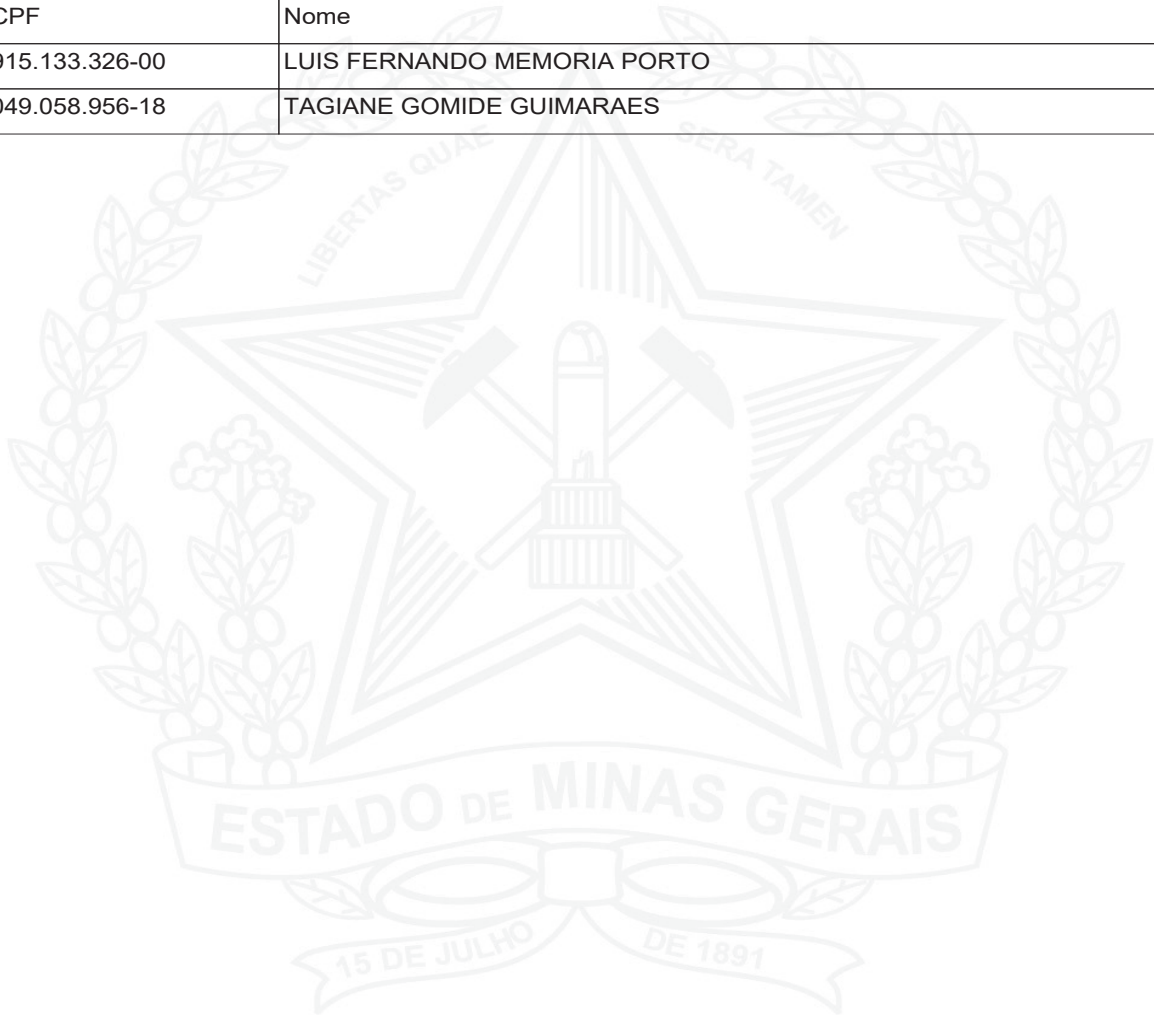 CPF Nome
915.133.326-00 LUIS FERNANDO MEMORIA PORTO
049.058.956-18 TAGIANE GOMIDE GUIMARAES
LIBERTAS QUAE SERA TAMEN
ESTADO DE MINAS GERAIS
15 DE JULHO DE 1891